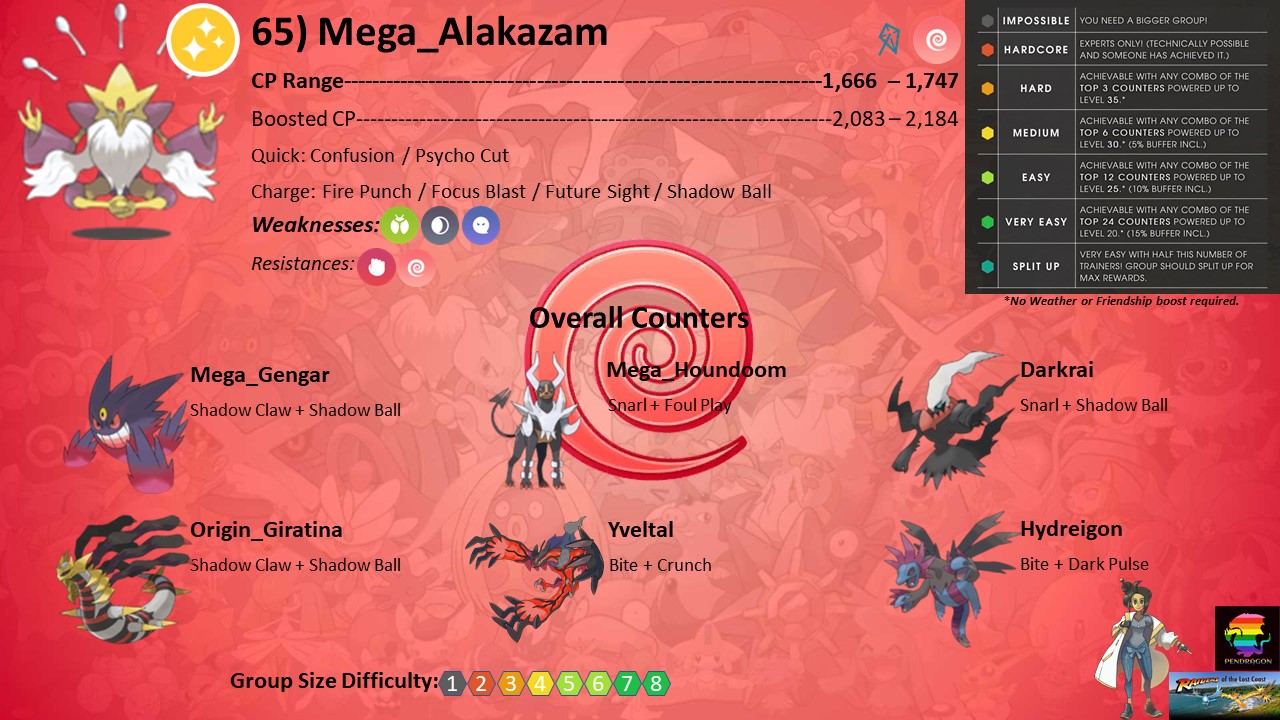 65) Mega_Alakazam
CP Range------------------------------------------------------------------1,666 – 1,747
Boosted CP------------------------------------------------------------------2,083 – 2,184
Quick: Confusion / Psycho Cut
Charge: Fire Punch / Focus Blast / Future Sight / Shadow Ball
Weaknesses:
Resistances:
IMPOSSIBLE YOU NEED A BIGGER GROUP!
HARDCORE EXPERTS ONLY! (TECHNICALLY POSSIBLE
AND SOMEONE HAS ACHIEVED IT.)
HARD ACHIEVABLE WITH ANY COMBO OF THE
TOP 3 COUNTERS POWERED UP TO
LEVEL 35.*
MEDIUM ACHIEVABLE WITH ANY COMBO OF THE
TOP 6 COUNTERS POWERED UP TO
LEVEL 30.* (5% BUFFER INCL.)
EASY ACHIEVABLE WITH ANY COMBO OF THE
TOP 12 COUNTERS POWERED UP TO
LEVEL 25.* (10% BUFFER INCL.)
VERY EASY ACHIEVABLE WITH ANY COMBO OF THE
TOP 24 COUNTERS POWERED UP TO
LEVEL 20.* (15% BUFFER INCL.)
SPLIT UP VERY EASY WITH HALF THIS NUMBER OF
TRAINERS! GROUP SHOULD SPLIT UP FOR
MAX REWARDS.
*No Weather or Friendship boost required.
Overall Counters
Mega_Gengar
Shadow Claw + Shadow Ball
Mega_Houndoom
Snarl + Foul Play
Darkrai
Snarl + Shadow Ball
Origin_Giratina
Shadow Claw + Shadow Ball
Yveltal
Bite + Crunch
Hydreigon
Bite + Dark Pulse
Group Size Difficulty: 1 2 3 4 5 6 7 8
PENDRAGON
RAIDERS of the Lost Coast